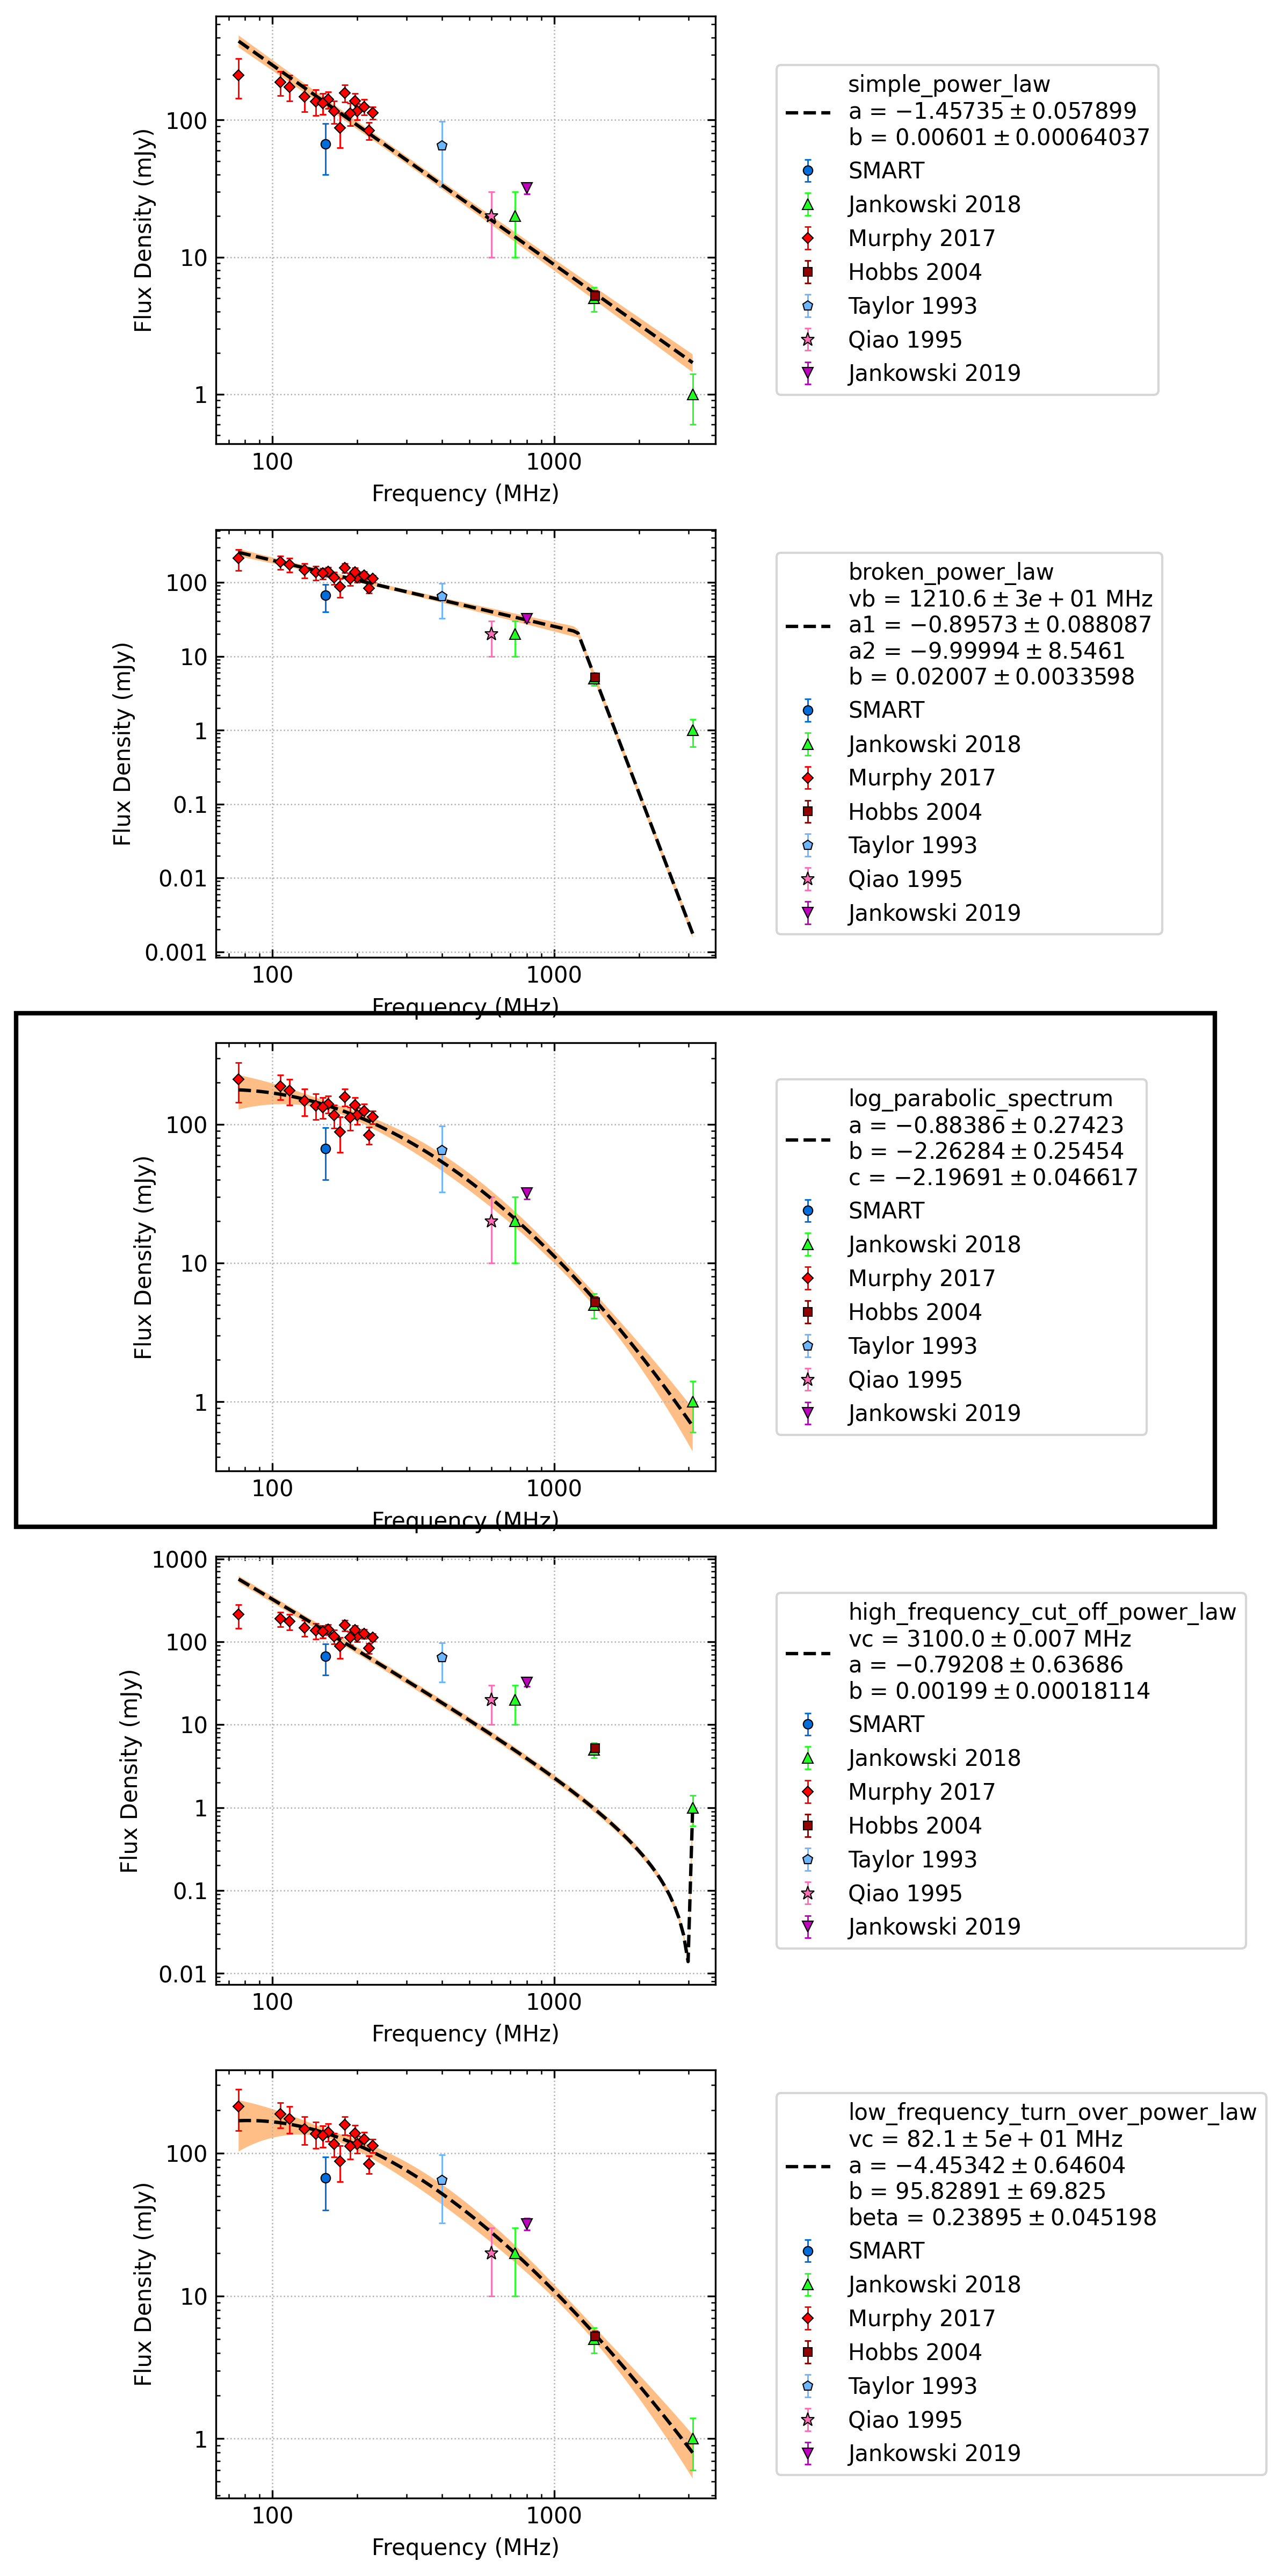 100
10
1
Flux Density (mJy)
100
1000
Frequency (MHz)
simple_power_law
a = −1.45735 ± 0.057899
b = 0.00601 ± 0.00064037
SMART
Jankowski 2018
Murphy 2017
Hobbs 2004
Taylor 1993
Qiao 1995
Jankowski 2019
100
10
1
0.1
0.01
0.001
Flux Density (mJy)
100
1000
Frequency (MHz)
broken_power_law
vb = 1210.6 ± 3e + 01 MHz
a1 = −0.89573 ± 0.088087
a2 = −9.99994 ± 8.5461
b = 0.02007 ± 0.0033598
SMART
Jankowski 2018
Murphy 2017
Hobbs 2004
Taylor 1993
Qiao 1995
Jankowski 2019
100
10
1
Flux Density (mJy)
100
1000
Frequency (MHz)
log_parabolic_spectrum
a = −0.88386 ± 0.27423
b = −2.26284 ± 0.25454
c = −2.19691 ± 0.046617
SMART
Jankowski 2018
Murphy 2017
Hobbs 2004
Taylor 1993
Qiao 1995
Jankowski 2019
1000
100
10
1
0.1
0.01
Flux Density (mJy)
100
1000
Frequency (MHz)
high_frequency_cut_off_power_law
vc = 3100.0 ± 0.007 MHz
a = −0.79208 ± 0.63686
b = 0.00199 ± 0.00018114
SMART
Jankowski 2018
Murphy 2017
Hobbs 2004
Taylor 1993
Qiao 1995
Jankowski 2019
100
10
1
Flux Density (mJy)
100
1000
Frequency (MHz)
low_frequency_turn_over_power_law
vc = 82.1 ± 5e + 01 MHz
a = −4.45342 ± 0.64604
b = 95.82891 ± 69.825
beta = 0.23895 ± 0.045198
SMART
Jankowski 2018
Murphy 2017
Hobbs 2004
Taylor 1993
Qiao 1995
Jankowski 2019